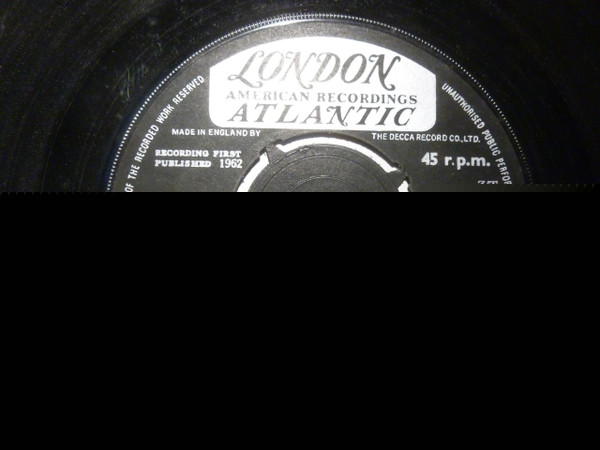 LONDON
AMERICAN RECORDINGS
ATLANTIC
OF THE RECORDED WORK RESERVED
UNAUTHORISED PUBLIC
MADE IN ENGLAND BY
THE DECCA RECORD CO., LTD.
RECORDING FIRST
PUBLISHED 1962
45 r.p.m.